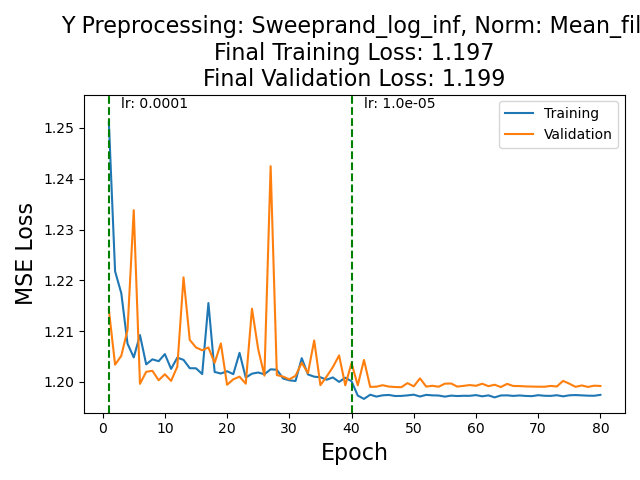 Y Preprocessing: Sweeprand_log_inf, Norm: Mean_fil
Final Training Loss: 1.197
Final Validation Loss: 1.199
lr: 0.0001
lr: 1.0e-05
Training
Validation
1.25
1.24
1.23
1.22
1.21
1.20
MSE Loss
0 10 20 30 40 50 60 70 80
Epoch